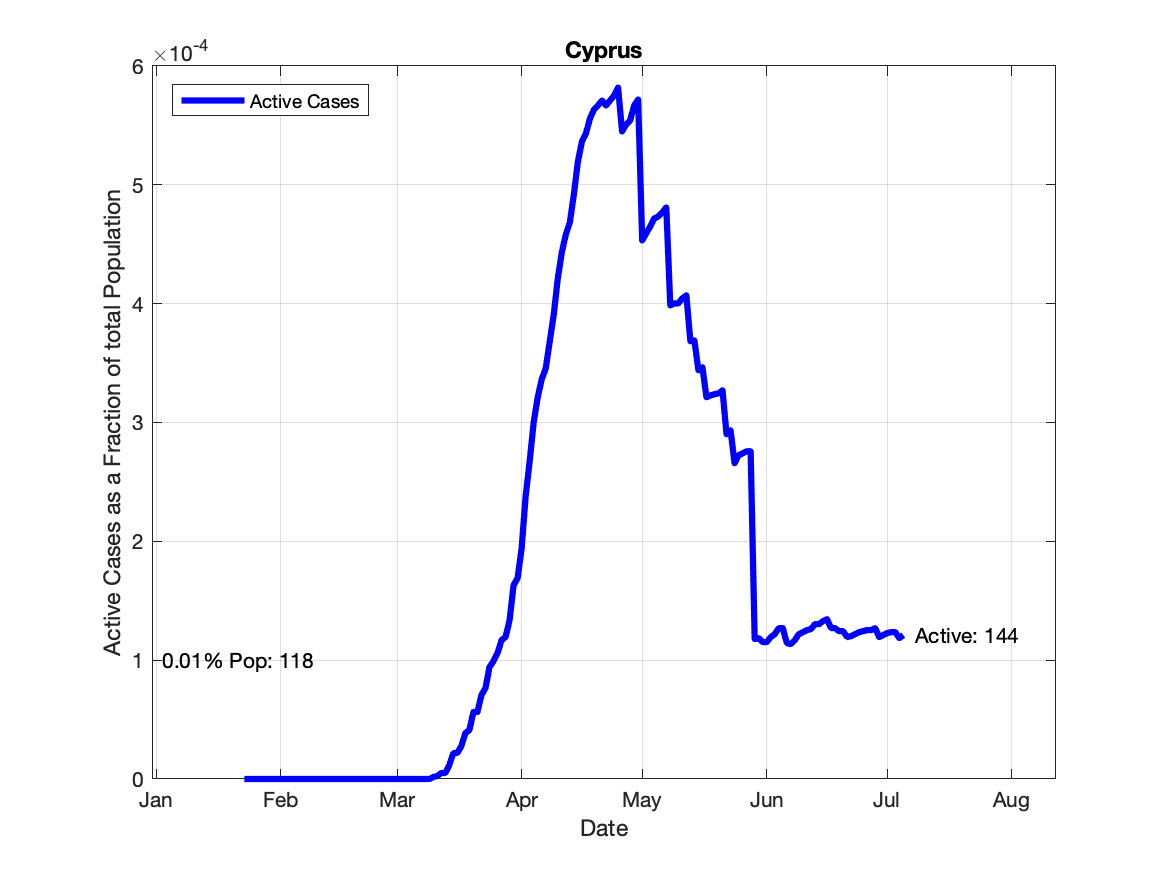 Cyprus
×10⁻⁴
6
Active Cases
5
4
3
2
1
0
0.01% Pop: 118
Active: 144
Jan Feb Mar Apr May Jun Jul Aug
Date
Active Cases as a Fraction of total Population